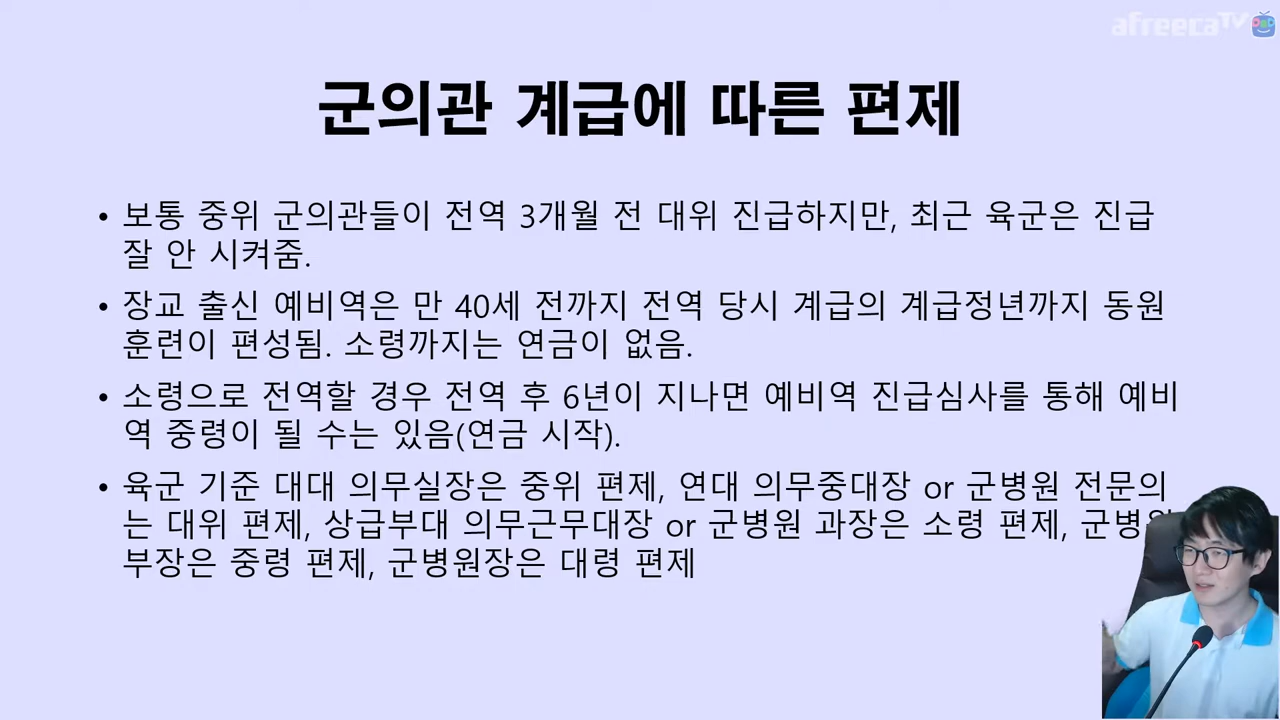 afreecaTV
군의관 계급에 따른 편제
• 보통 중위 군의관들이 전역 3개월 전 대위 진급하지만, 최근 육군은 진급
잘 안 시켜줌.
• 장교 출신 예비역은 만 40세 전까지 전역 당시 계급의 계급정년까지 동원
훈련이 편성됨. 소령까지는 연금이 없음.
• 소령으로 전역할 경우 전역 후 6년이 지나면 예비역 진급심사를 통해 예비
역 중령이 될 수는 있음(연금 시작).
• 육군 기준 대대 의무실장은 중위 편제, 연대 의무중대장 or 군병원 전문의
는 대위 편제, 상급부대 의무근무대장 or 군병원 과장은 소령 편제, 군병원
부장은 중령 편제, 군병원장은 대령 편제